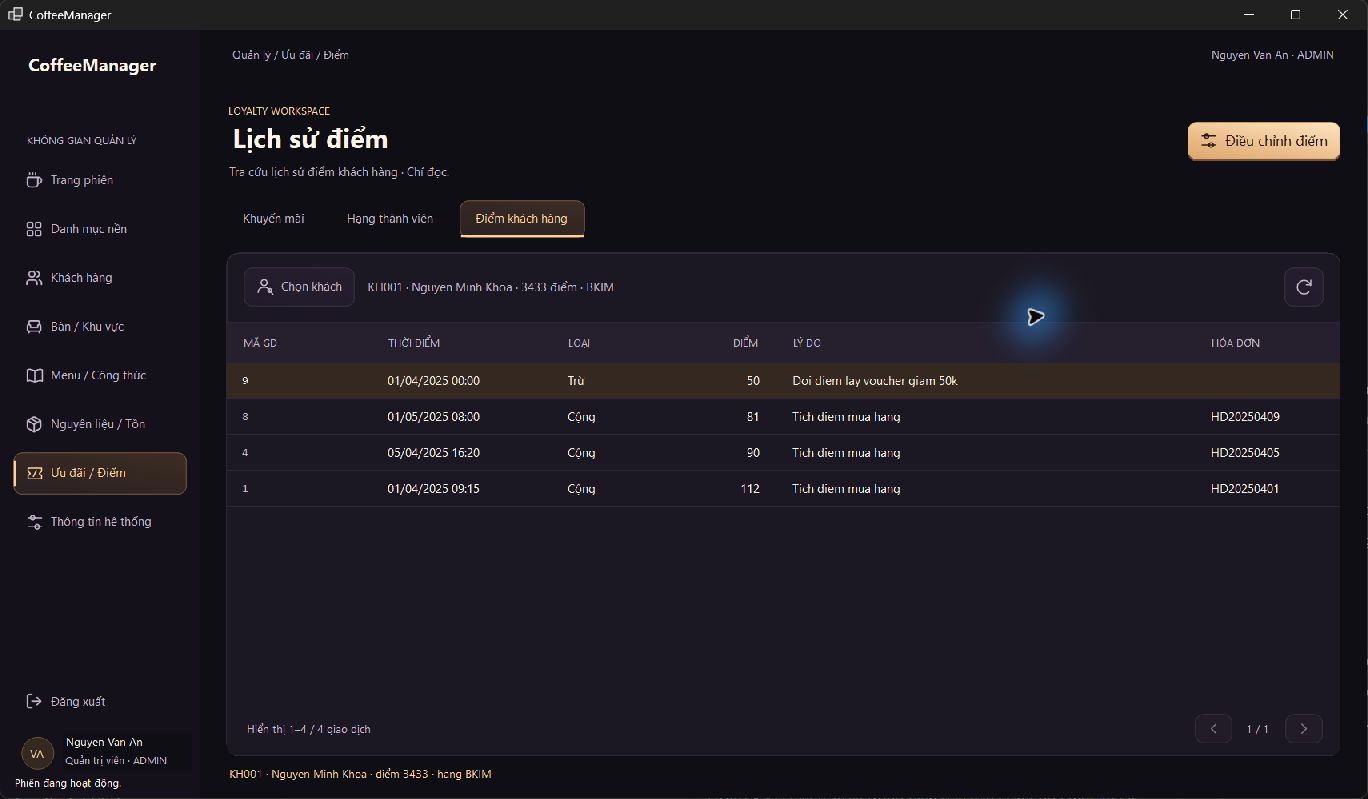 CoffeeManager
CoffeeManager
Quản lý / Ưu đãi / Điểm
Nguyen Van An · ADMIN
KHÔNG GIAN QUẢN LÝ
Trang phiên
Danh mục nền
Khách hàng
Bàn / Khu vực
Menu / Công thức
Nguyên liệu / Tồn
Ưu đãi / Điểm
Thông tin hệ thống
Đăng xuất
VA
Nguyen Van An
Quản trị viên · ADMIN
Phiên đang hoạt động.
LOYALTY WORKSPACE
Lịch sử điểm
Tra cứu lịch sử điểm khách hàng · Chỉ đọc.
Điều chỉnh điểm
Khuyến mãi Hạng thành viên Điểm khách hàng
Chọn khách KH001 · Nguyen Minh Khoa · 3433 điểm · BKIM
MÃ GD THỜI ĐIỂM LOẠI ĐIỂM LÝ DO HÓA ĐƠN
9 01/04/2025 00:00 Trừ 50 Doi diem lay voucher giam 50k
8 01/05/2025 08:00 Cộng 81 Tich diem mua hang HD20250409
4 05/04/2025 16:20 Cộng 90 Tich diem mua hang HD20250405
1 01/04/2025 09:15 Cộng 112 Tich diem mua hang HD20250401
Hiển thị 1–4 / 4 giao dịch
1 / 1
KH001 · Nguyen Minh Khoa · điểm 3433 · hạng BKIM